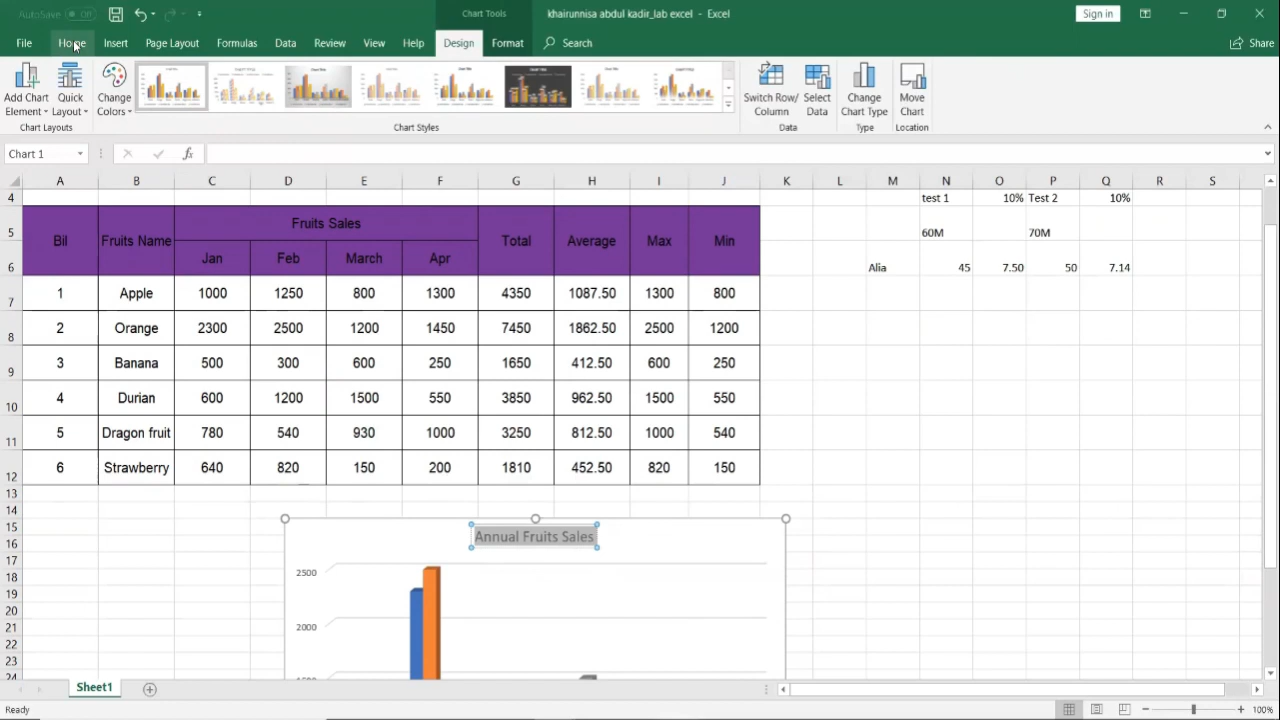 AutoSave Off
Chart Tools
khairunnisa abdul kadir_lab excel - Excel
Sign in
File Home Insert Page Layout Formulas Data Review View Help Design Format Search
Share
Add Chart Element Quick Layout Change Colors Switch Row/ Column Select Data Change Chart Type Move Chart
Chart Layouts Chart Styles Data Type Location
Chart 1 fx
A B C D E F G H I J K L M N O P Q R S
4 test 1 10% Test 2 10%
5 Bil Fruits Name Fruits Sales Total Average Max Min 60M 70M
6 Jan Feb March Apr Alia 45 7.50 50 7.14
7 1 Apple 1000 1250 800 1300 4350 1087.50 1300 800
8 2 Orange 2300 2500 1200 1450 7450 1862.50 2500 1200
9 3 Banana 500 300 600 250 1650 412.50 600 250
10 4 Durian 600 1200 1500 550 3850 962.50 1500 550
11 5 Dragon fruit 780 540 930 1000 3250 812.50 1000 540
12 6 Strawberry 640 820 150 200 1810 452.50 820 150
13
14
15
16 Annual Fruits Sales
17
18 2500
19
20
21 2000
22
23
24
Sheet1
Ready 100%